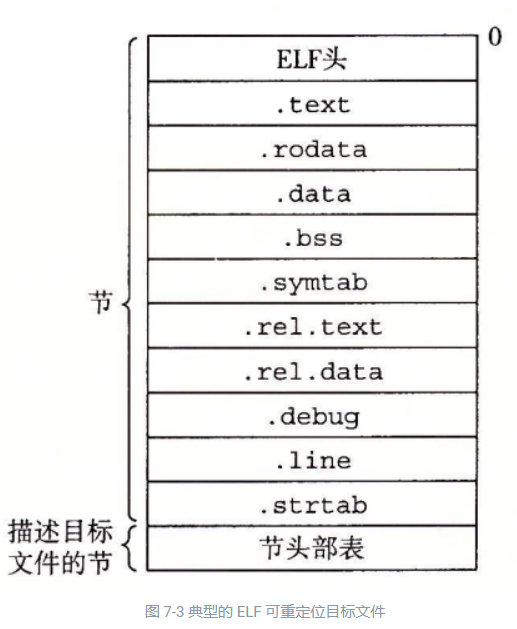 0
ELF头
.text
.rodata
.data
.bss
节
.symtab
.rel.text
.rel.data
.debug
.line
.strtab
描述目标
文件的节
节头部表
图 7-3 典型的 ELF 可重定位目标文件